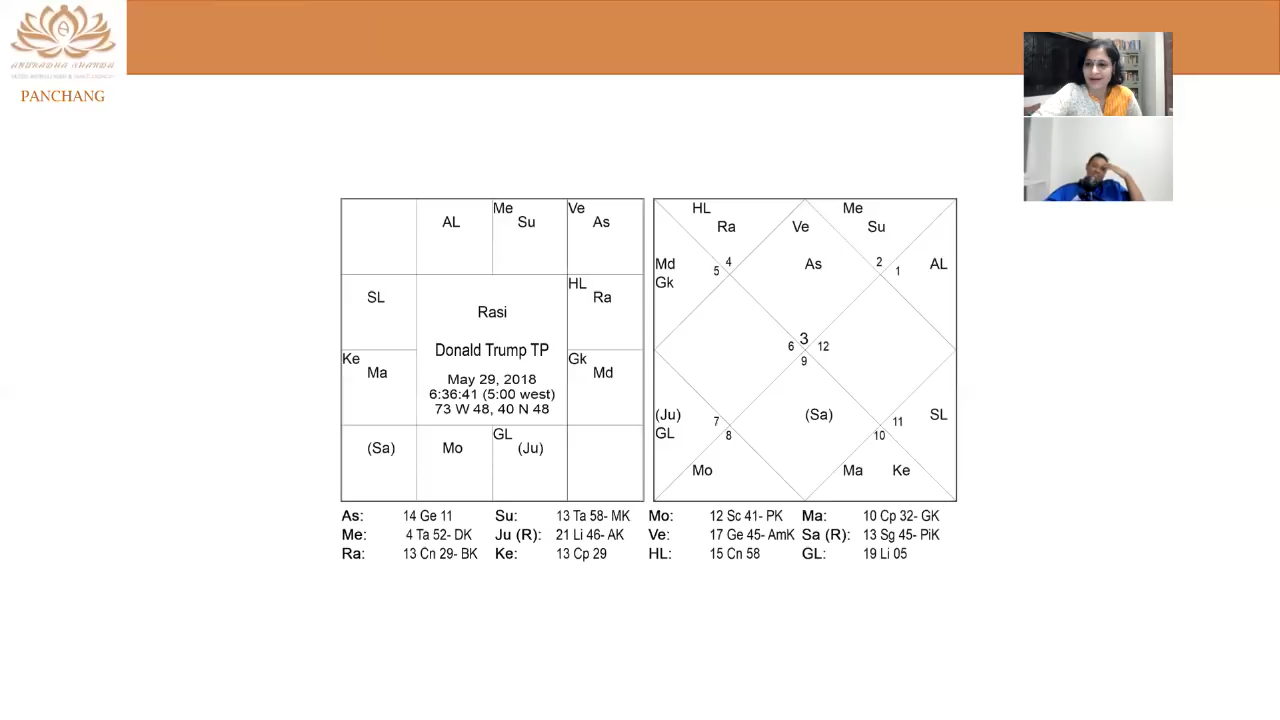 ANURADHA SHARMA
PANCHANG
AL
Me
Su
Ve
As
SL
HL
Ra
Ke
Ma
Gk
Md
(Sa)
Mo
GL
(Ju)
Rasi
Donald Trump TP
May 29, 2018
6:36:41 (5:00 west)
73 W 48, 40 N 48
HL
Ra
Ve
Me
Su
Md
Gk
5
4
As
2
1
AL
3
6
12
9
(Ju)
GL
7
8
(Sa)
11
10
SL
Mo
Ma
Ke
As: 14 Ge 11 Su: 13 Ta 58- MK Mo: 12 Sc 41- PK Ma: 10 Cp 32- GK
Me: 4 Ta 52- DK Ju (R): 21 Li 46- AK Ve: 17 Ge 45- AmK Sa (R): 13 Sg 45- PiK
Ra: 13 Cn 29- BK Ke: 13 Cp 29 HL: 15 Cn 58 GL: 19 Li 05